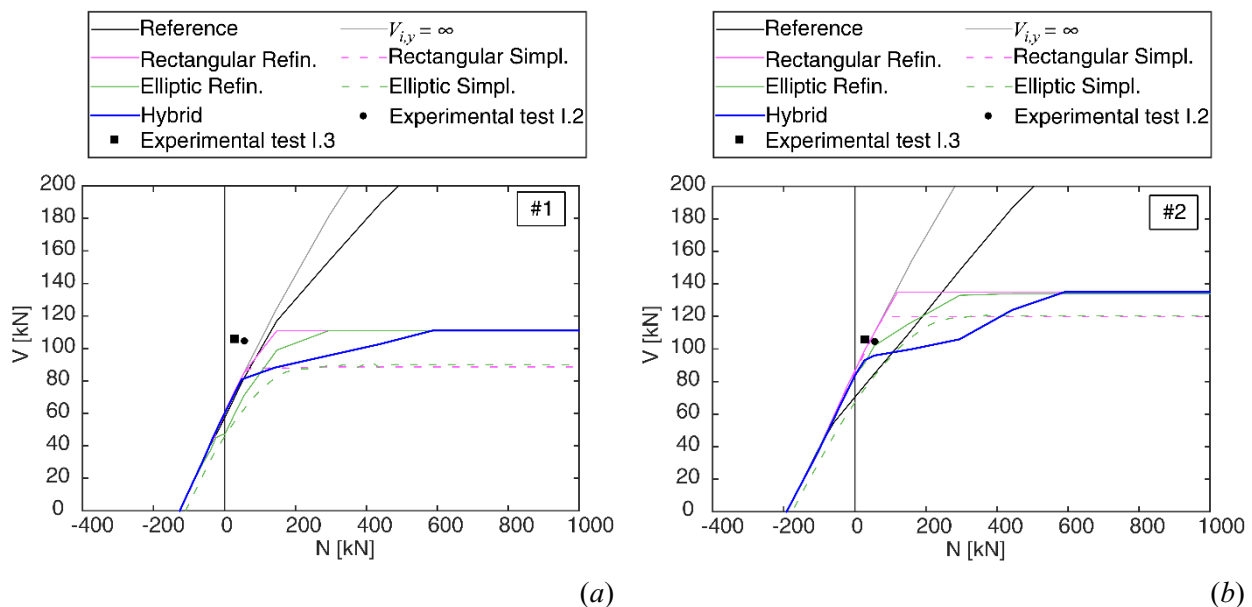 Reference
V_{i,y} = ∞
Rectangular Refin.
Rectangular Simpl.
Elliptic Refin.
Elliptic Simpl.
Hybrid
Experimental test I.2
Experimental test I.3
200
180
160
140
120
100
80
60
40
20
0
V [kN]
#1
-400 -200 0 200 400 600 800 1000
N [kN]
(a)
Reference
V_{i,y} = ∞
Rectangular Refin.
Rectangular Simpl.
Elliptic Refin.
Elliptic Simpl.
Hybrid
Experimental test I.2
Experimental test I.3
200
180
160
140
120
100
80
60
40
20
0
V [kN]
#2
-400 -200 0 200 400 600 800 1000
N [kN]
(b)